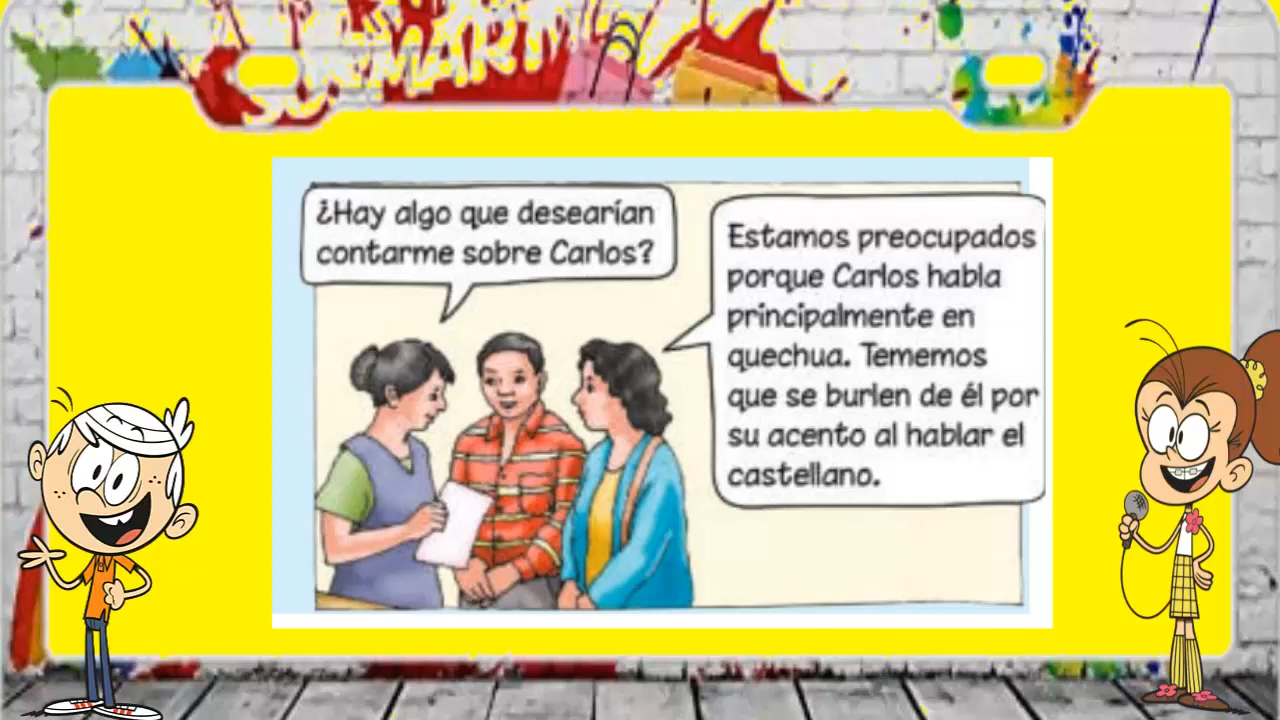 ¿Hay algo que desearían
contarme sobre Carlos?
Estamos preocupados
porque Carlos habla
principalmente en
quechua. Tememos
que se burlen de él por
su acento al hablar el
castellano.